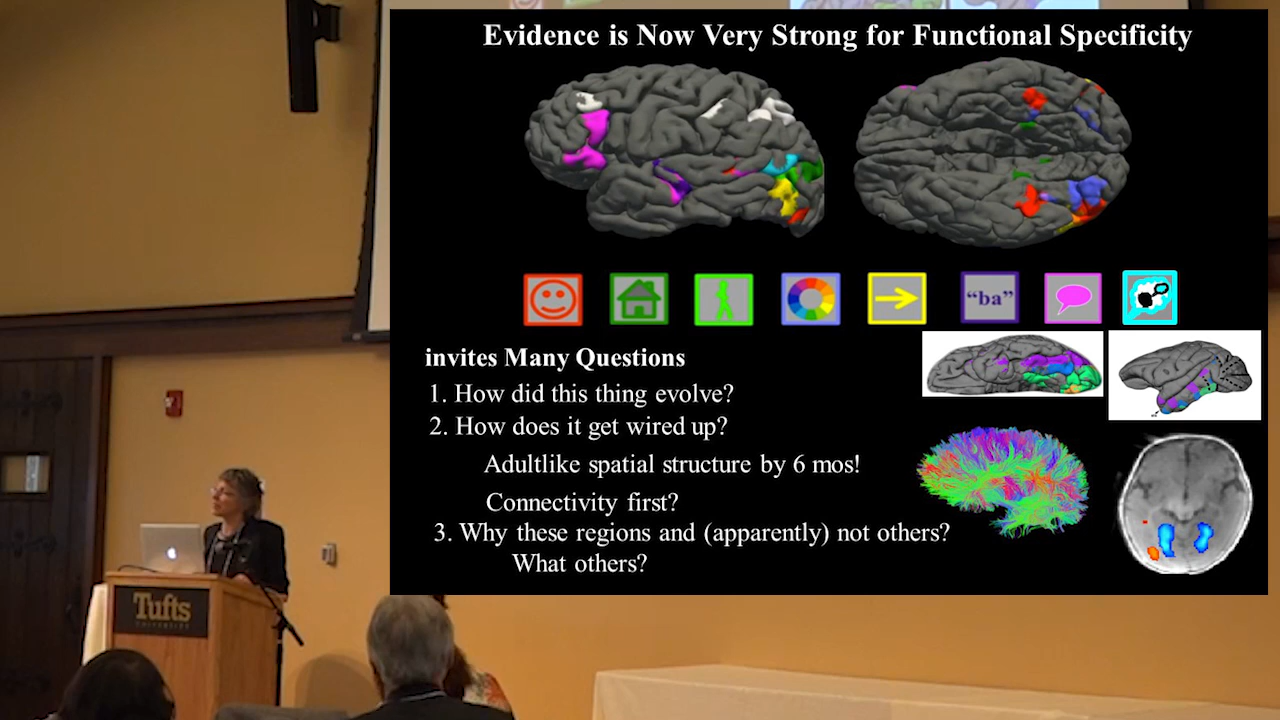 Evidence is Now Very Strong for Functional Specificity
“ba”
invites Many Questions
1. How did this thing evolve?
2. How does it get wired up?
Adultlike spatial structure by 6 mos!
Connectivity first?
3. Why these regions and (apparently) not others?
What others?
Tufts
UNIVERSITY